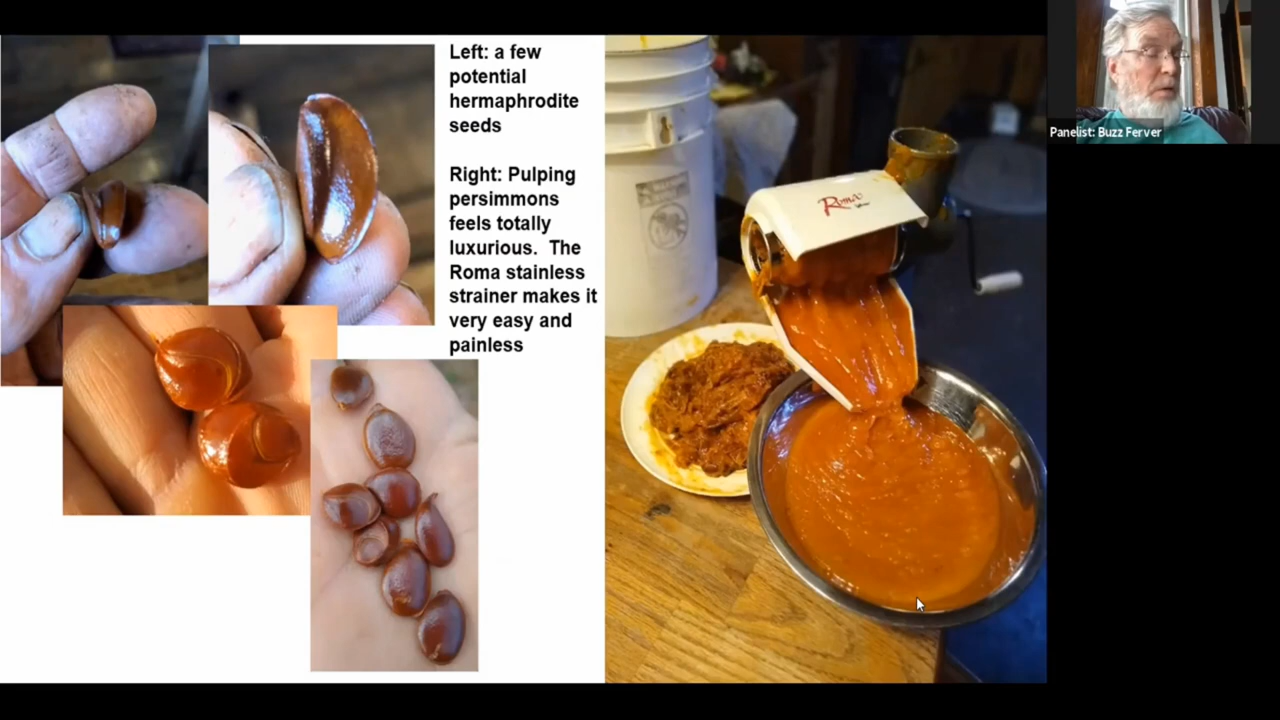 Left: a few
potential
hermaphrodite
seeds
Right: Pulping
persimmons
feels totally
luxurious. The
Roma stainless
strainer makes it
very easy and
painless
Roma
Panelist: Buzz Ferver